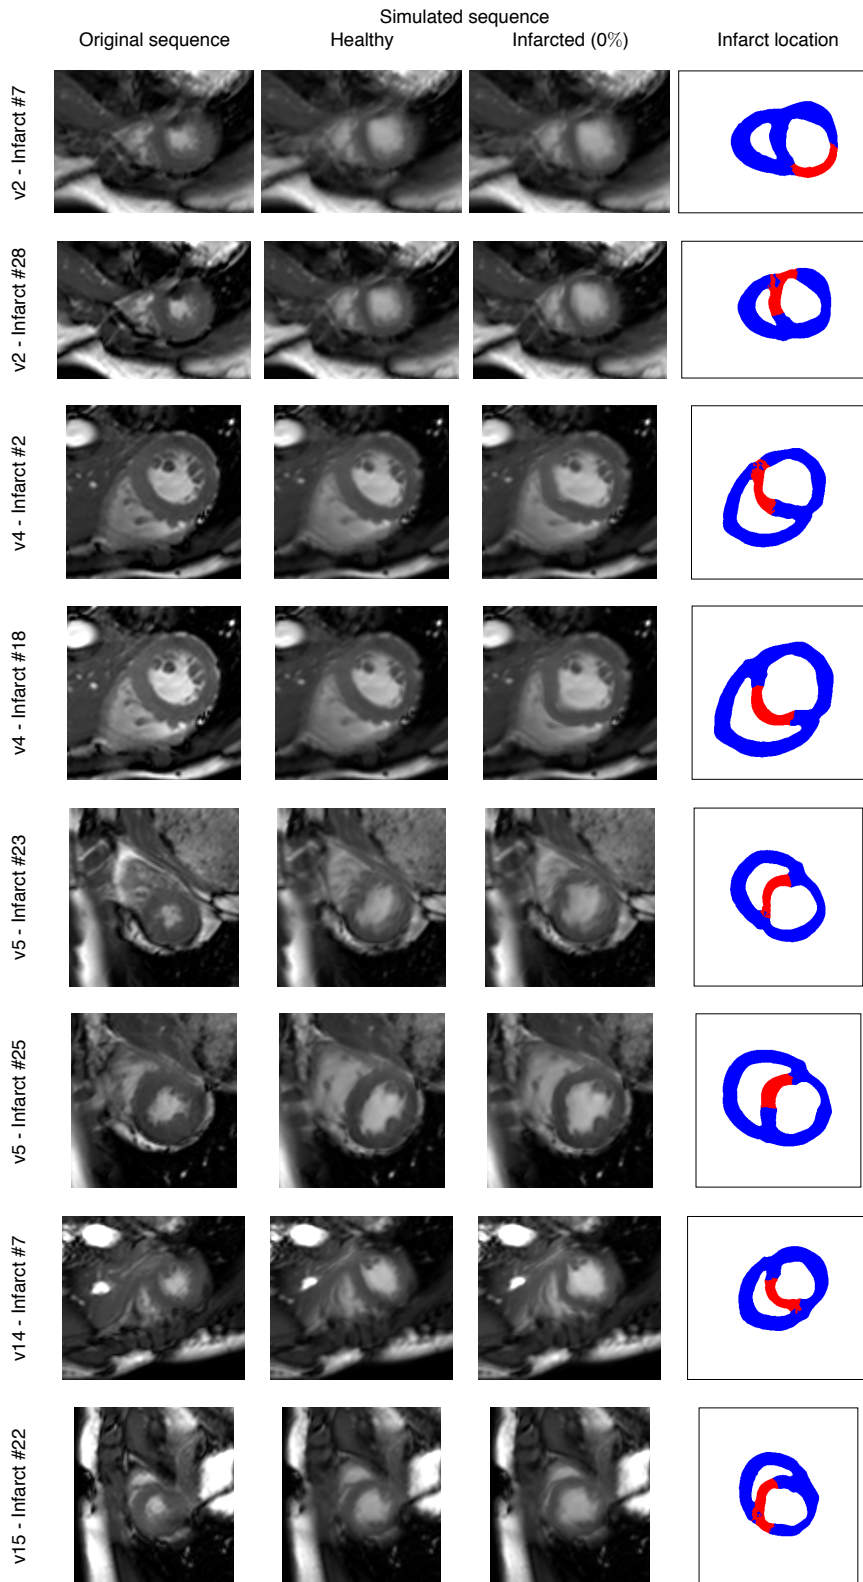 Simulated sequence
Original sequence Healthy Infarcted (0%) Infarct location
v2 - Infarct #7
v2 - Infarct #28
v4 - Infarct #2
v4 - Infarct #18
v5 - Infarct #23
v5 - Infarct #25
v14 - Infarct #7
v15 - Infarct #22